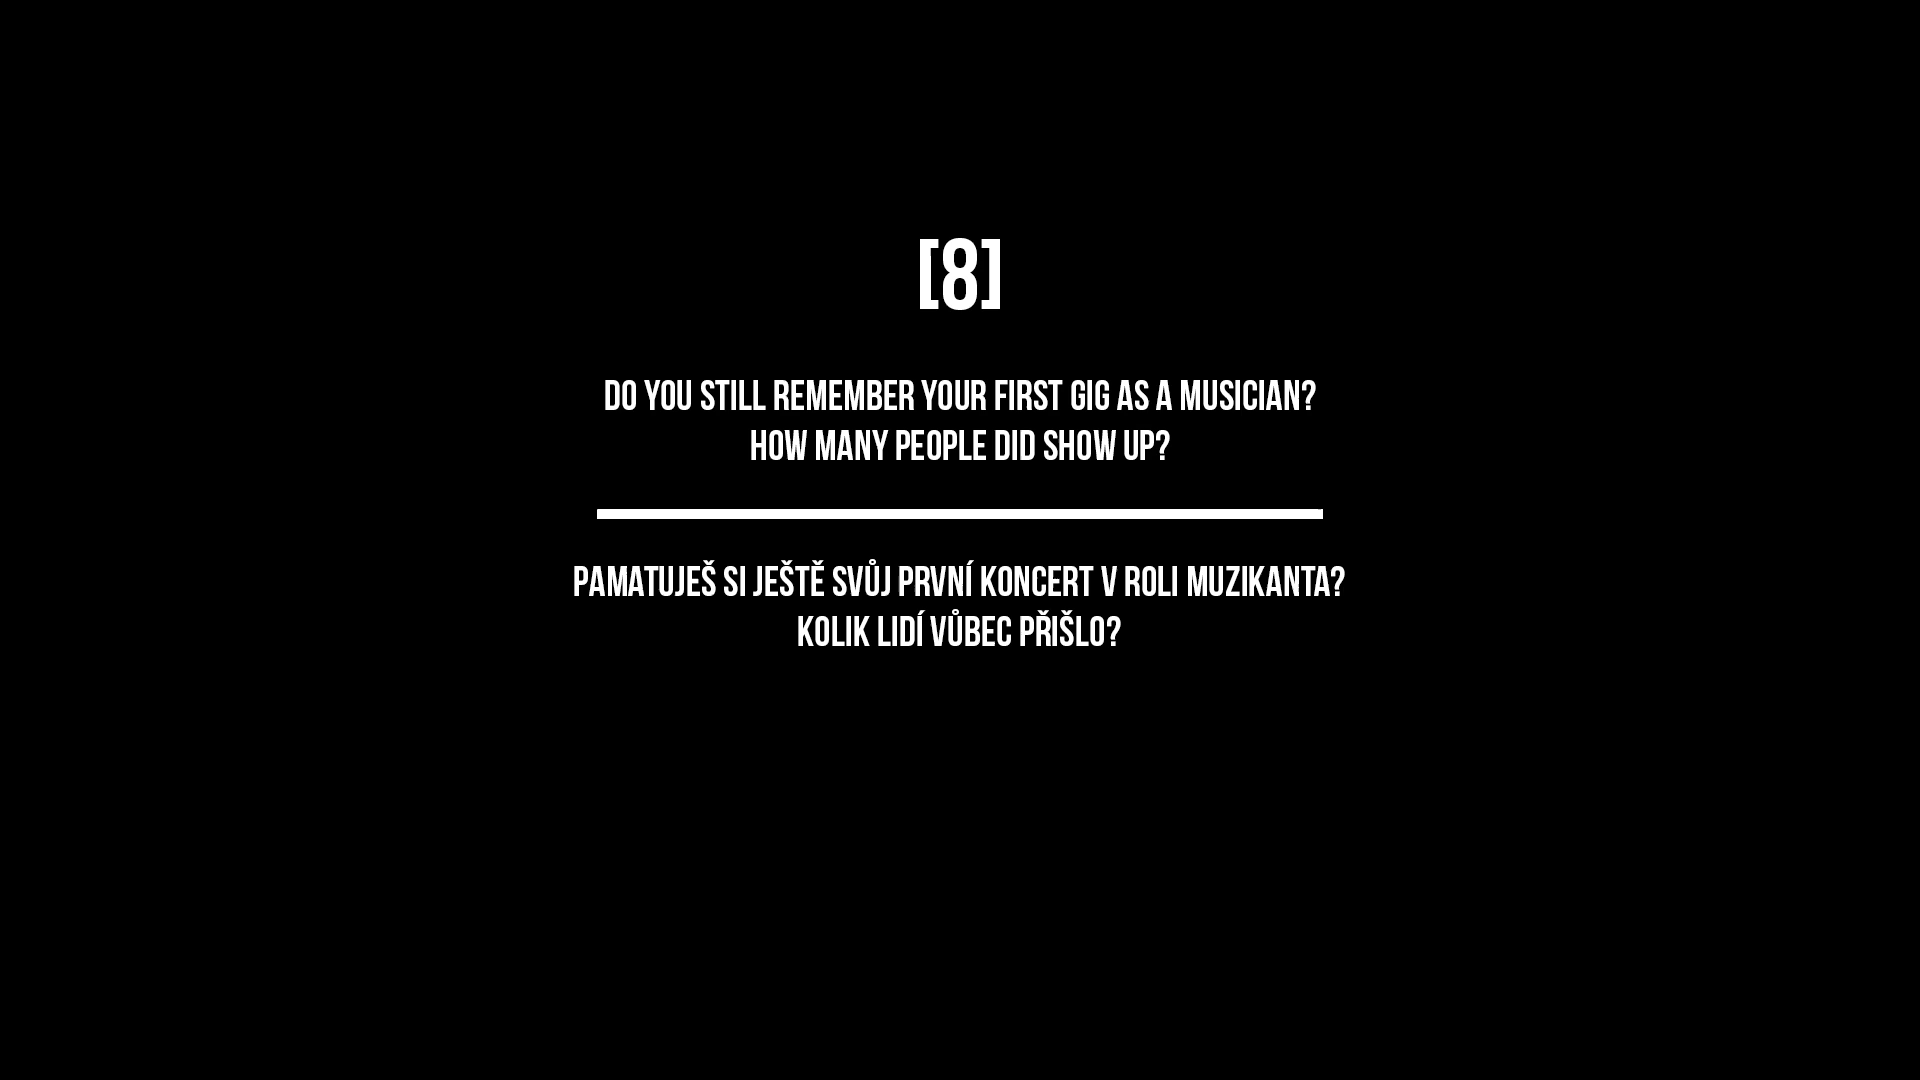 [8]
DO YOU STILL REMEMBER YOUR FIRST GIG AS A MUSICIAN?
HOW MANY PEOPLE DID SHOW UP?
PAMATUJEŠ SI JEŠTĚ SVŮJ PRVNÍ KONCERT V ROLI MUZIKANTA?
KOLIK LIDÍ VŮBEC PŘIŠLO?